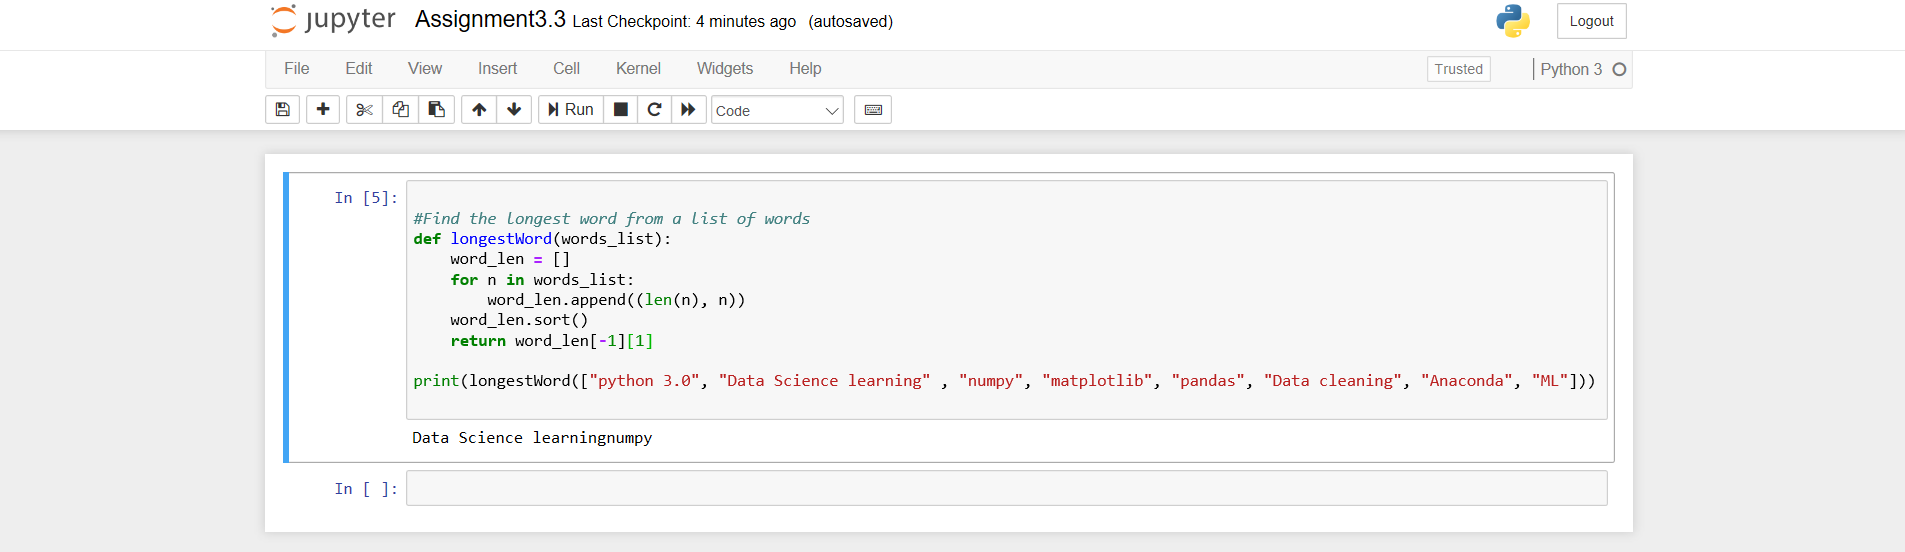 jupyter Assignment3.3 Last Checkpoint: 4 minutes ago (autosaved) Logout
File Edit View Insert Cell Kernel Widgets Help Trusted Python 3
Run Code
In [5]:
#Find the longest word from a list of words
def longestWord(words_list):
    word_len = []
    for n in words_list:
        word_len.append((len(n), n))
    word_len.sort()
    return word_len[-1][1]
print(longestWord(["python 3.0", "Data Science learning" , "numpy", "matplotlib", "pandas", "Data cleaning", "Anaconda", "ML"]))
Data Science learningnumpy
In [ ]: